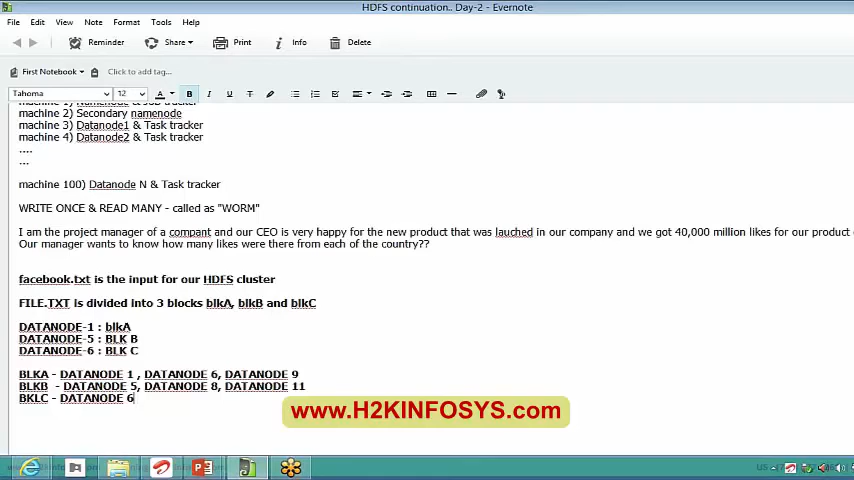 HDFS continuation.. Day-2 - Evernote
File Edit View Note Format Tools Help
Reminder Share Print Info Delete
First Notebook Click to add tag...
Tahoma 12 A B I U T
machine 1) Namenode & Job tracker
machine 2) Secondary namenode
machine 3) Datanode1 & Task tracker
machine 4) Datanode2 & Task tracker
....
...
machine 100) Datanode N & Task tracker
WRITE ONCE & READ MANY - called as "WORM"
I am the project manager of a compant and our CEO is very happy for the new product that was lauched in our company and we got 40,000 million likes for our product
Our manager wants to know how many likes were there from each of the country??
facebook.txt is the input for our HDFS cluster
FILE.TXT is divided into 3 blocks blkA, blkB and blkC
DATANODE-1 : blkA
DATANODE-5 : BLK B
DATANODE-6 : BLK C
BLKA - DATANODE 1 , DATANODE 6, DATANODE 9
BLKB - DATANODE 5, DATANODE 8, DATANODE 11
BKLC - DATANODE 6
www.H2KINFOSYS.com
US